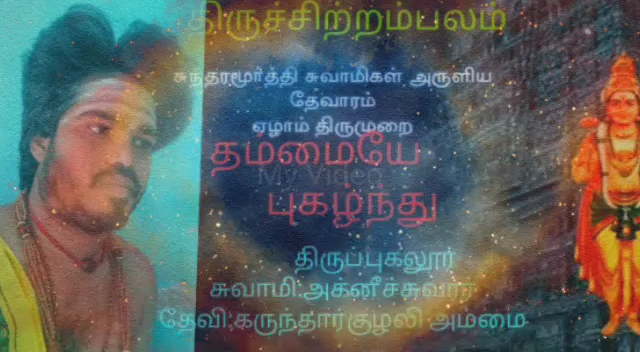 திருச்சிற்றம்பலம்
சுந்தரமூர்த்தி சுவாமிகள் அருளிய
தேவாரம்
ஏழாம் திருமுறை
தம்மையே
My Video
புகழ்ந்து
திருப்புகலூர்
சுவாமி:அக்னீச்சுவரர்
தேவி:கருந்தார்குழலி அம்மை